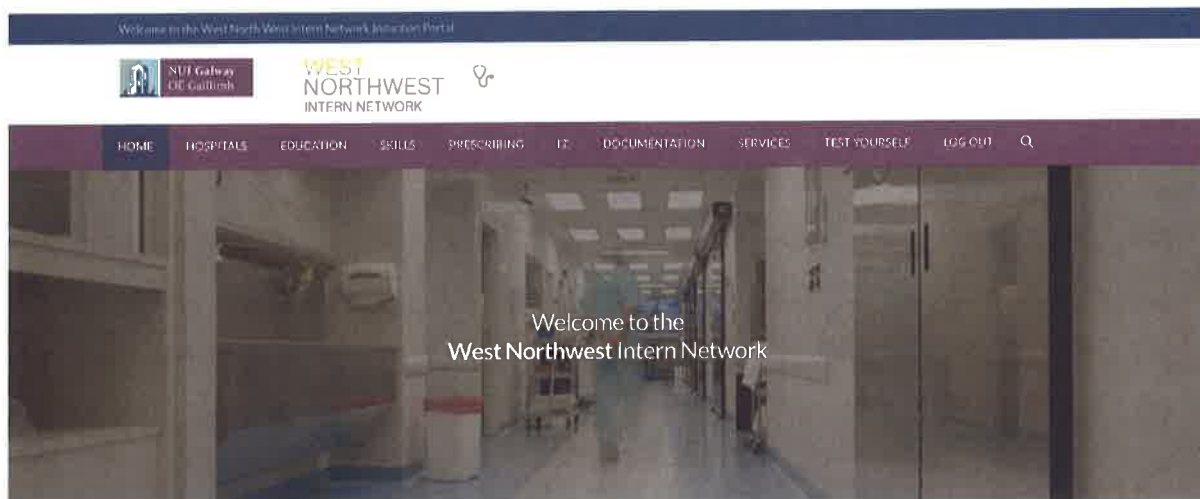 Welcome to the West North West Intern Network Induction Portal
NUI Galway
OÉ Gaillimh
WEST
NORTHWEST
INTERN NETWORK
HOME HOSPITALS EDUCATION SKILLS PRESCRIBING IT DOCUMENTATION SERVICES TEST YOURSELF LOG OUT
Welcome to the
West Northwest Intern Network